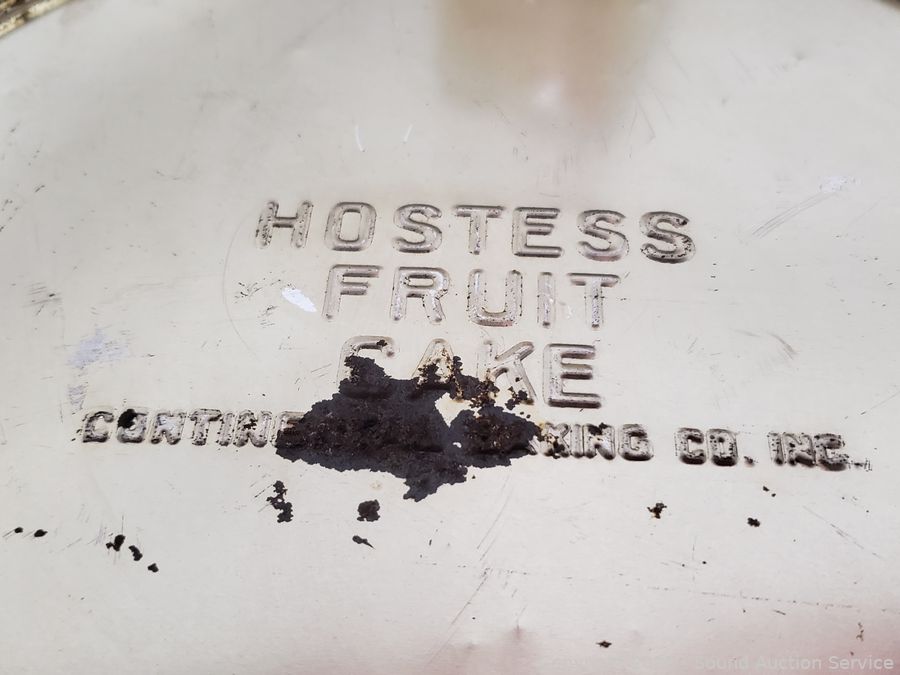 HOSTESS
FRUIT
CAKE
CO. INC.
Sound Auction Service